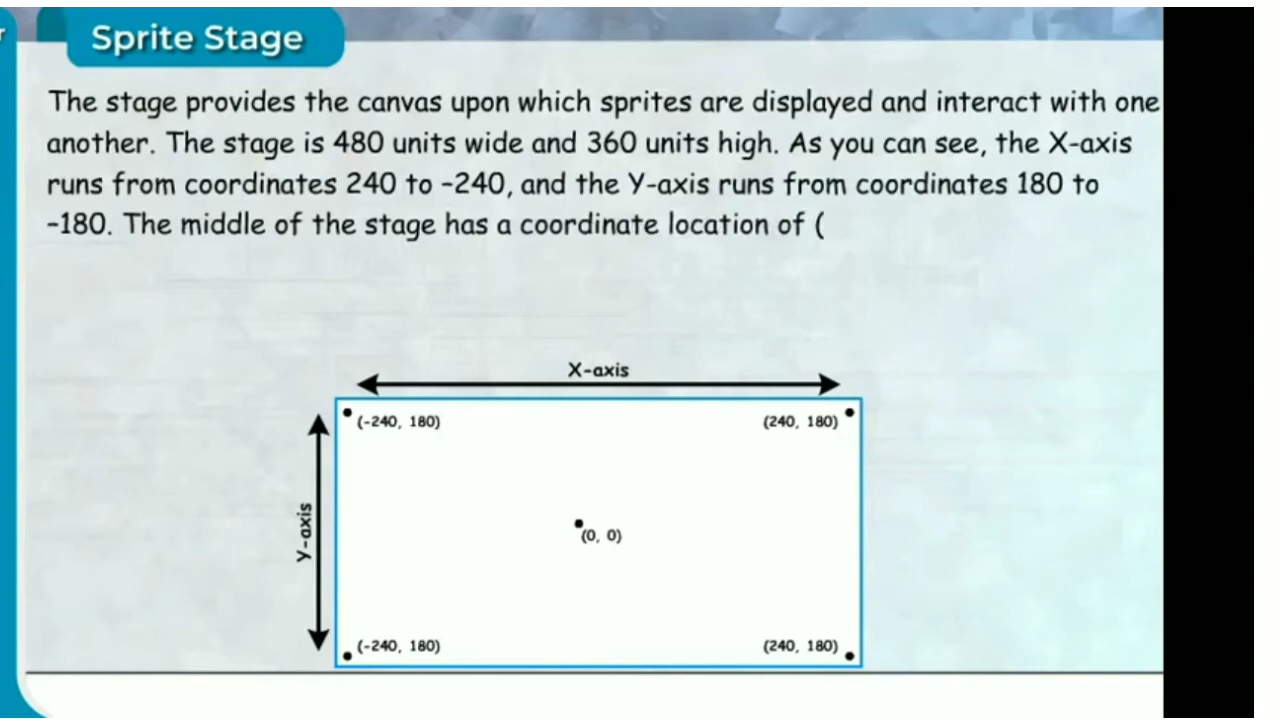 r
Sprite Stage
The stage provides the canvas upon which sprites are displayed and interact with one
another. The stage is 480 units wide and 360 units high. As you can see, the X-axis
runs from coordinates 240 to -240, and the Y-axis runs from coordinates 180 to
-180. The middle of the stage has a coordinate location of (
X-axis
(-240, 180)
(240, 180)
Y-axis
(0, 0)
(-240, 180)
(240, 180)